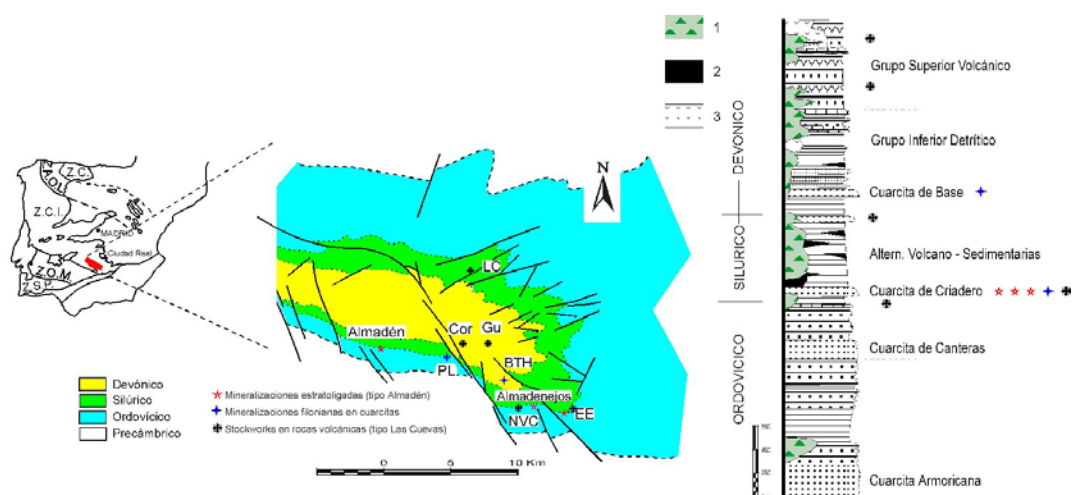 1
2
3
Z.C.
A.O.L.
Z.C.I.
MADRID
Ciudad Real
Z.O.M.
Z.S.P.
N
LC
Almadén
Cor
Gu
PL
BTH
Almadenejos
NVC
EE
Devónico
Silúrico
Ordovícico
Precámbrico
Mineralizaciones estratoligadas (tipo Almadén)
Mineralizaciones filonianas en cuarcitas
Stockworks en rocas volcánicas (tipo Las Cuevas)
0 5 10 Km
DEVONICO
SILURICO
ORDOVICICO
Grupo Superior Volcánico
Grupo Inferior Detrítico
Cuarcita de Base
Altern. Volcano - Sedimentarias
Cuarcita de Criadero
Cuarcita de Canteras
Cuarcita Armoricana